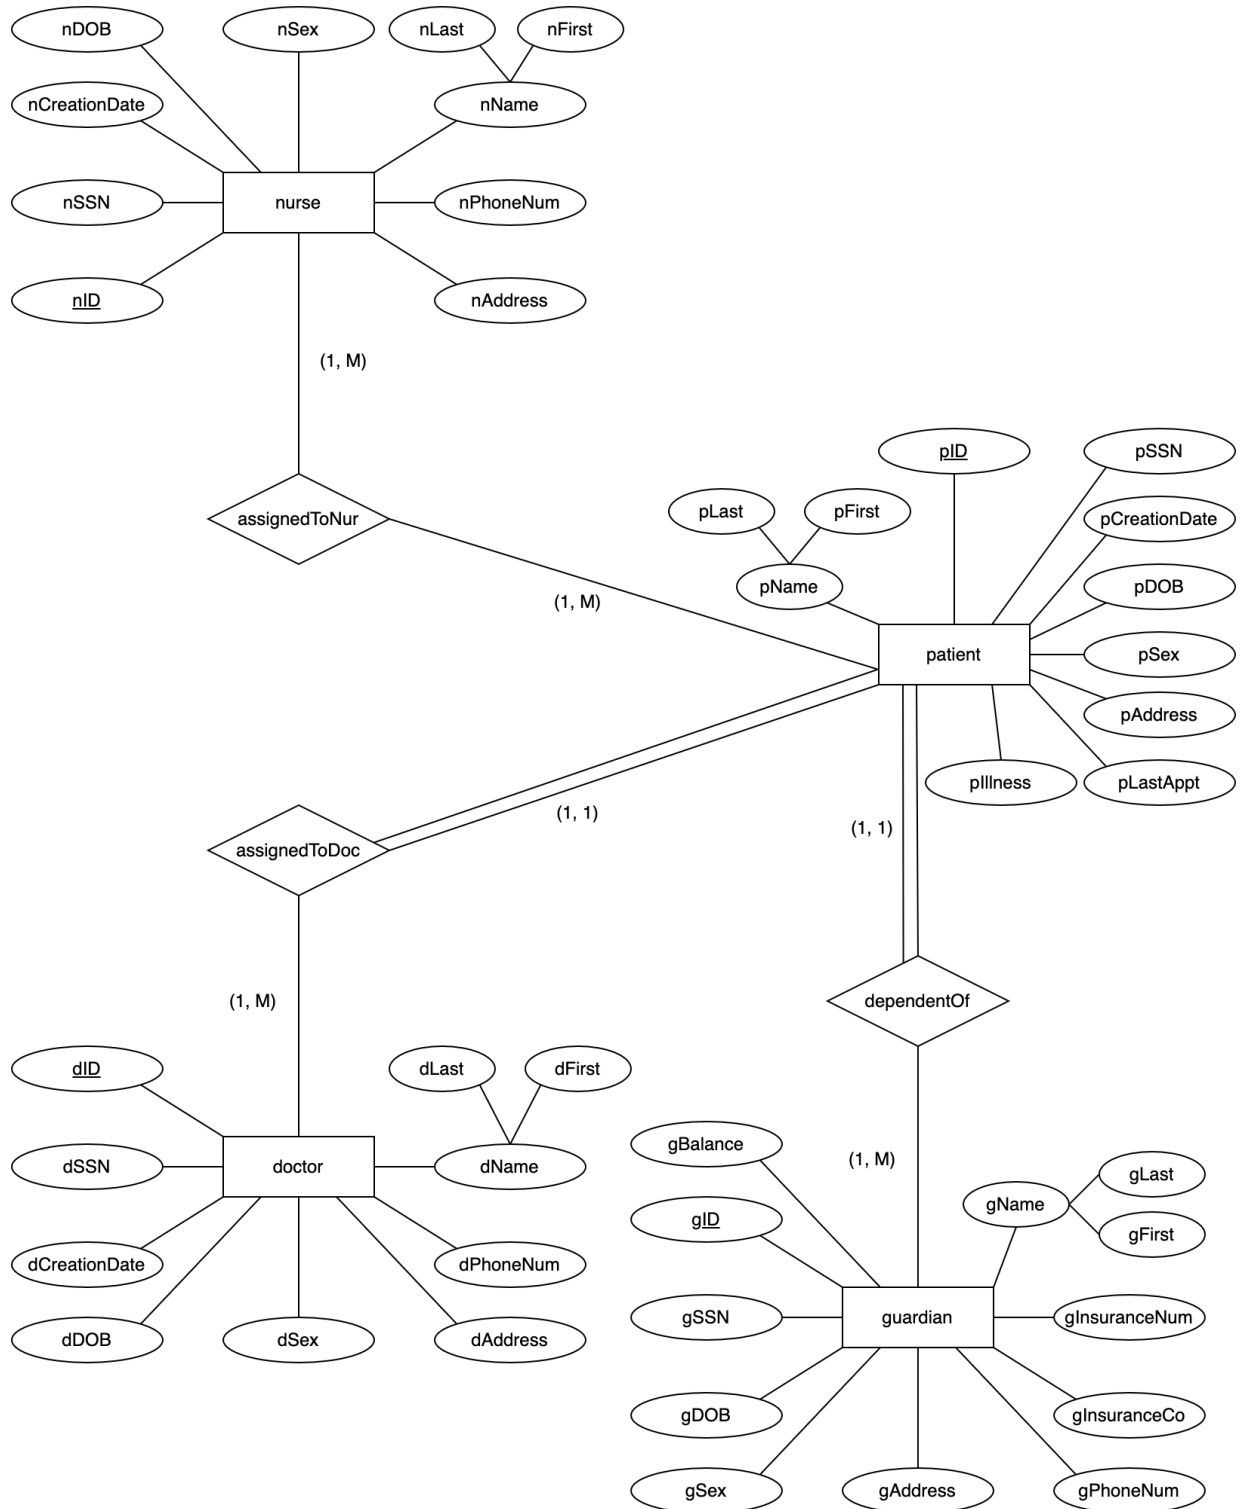 nDOB
nSex
nLast
nFirst
nCreationDate
nName
nSSN
nurse
nPhoneNum
nID
nAddress
(1, M)
pID
pSSN
pLast
pFirst
pCreationDate
assignedToNur
pName
pDOB
(1, M)
patient
pSex
pAddress
pIllness
pLastAppt
(1, 1)
(1, 1)
assignedToDoc
(1, M)
dependentOf
dID
dLast
dFirst
gBalance
(1, M)
dSSN
doctor
dName
gLast
gName
gID
gFirst
dCreationDate
dPhoneNum
gSSN
guardian
gInsuranceNum
dDOB
dSex
dAddress
gDOB
gInsuranceCo
gSex
gAddress
gPhoneNum